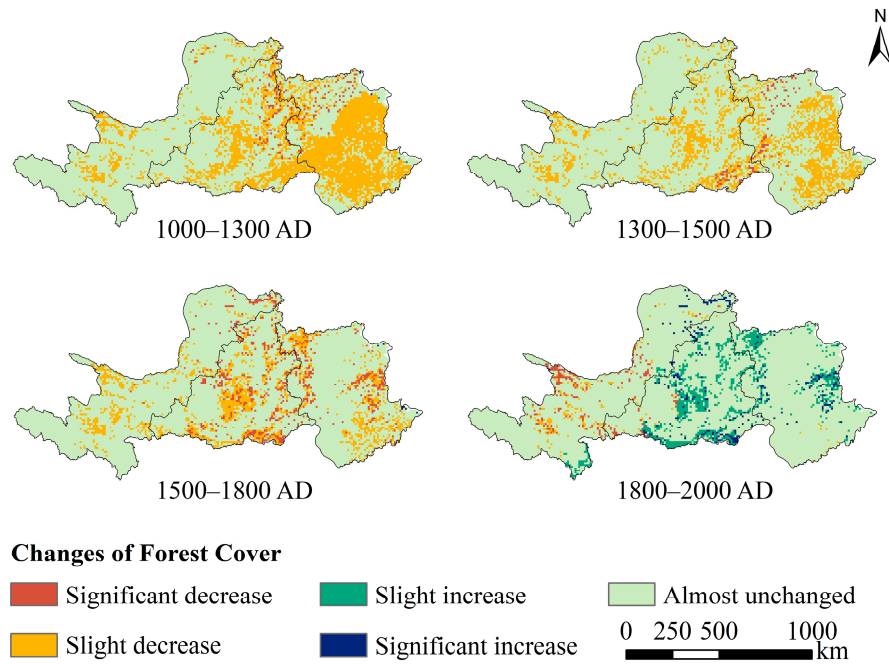 N
1000–1300 AD
1300–1500 AD
1500–1800 AD
1800–2000 AD
Changes of Forest Cover
Significant decrease
Slight increase
Almost unchanged
Slight decrease
Significant increase
0 250 500 1000
km